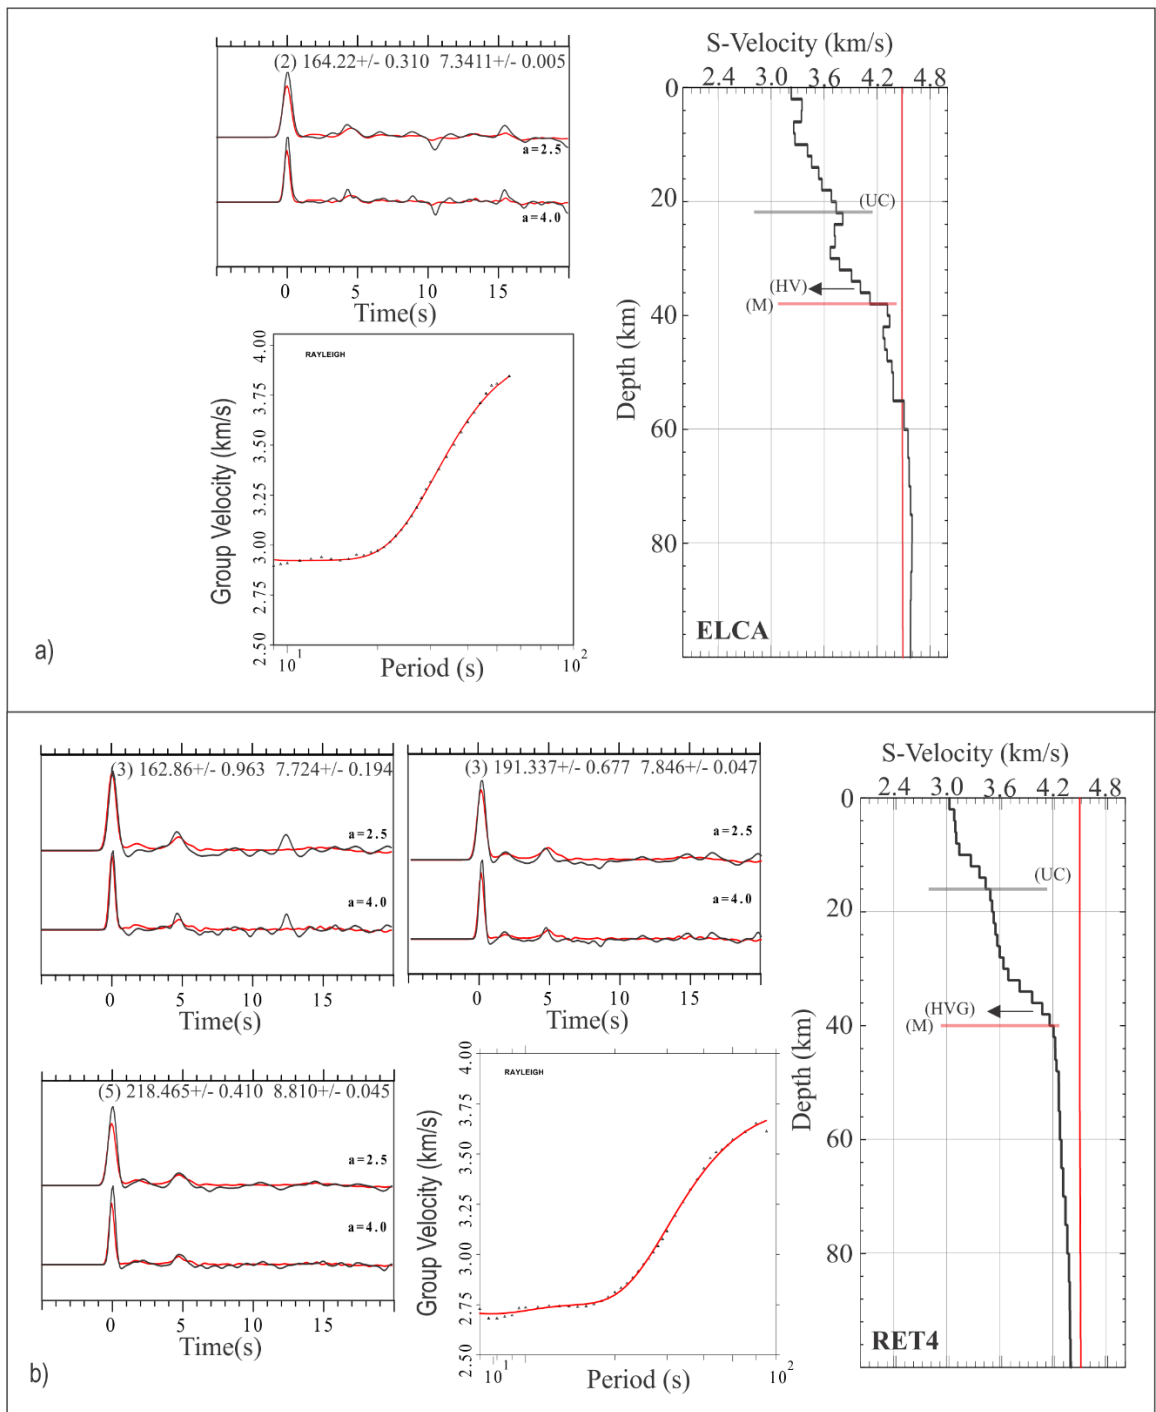 (2) 164.22+/- 0.310 7.3411+/- 0.005
a=2.5
a=4.0
0 5 10 15
Time(s)
RAYLEIGH
4.00
3.75
3.50
3.25
3.00
2.75
2.50
Group Velocity (km/s)
10¹ 10²
Period (s)
S-Velocity (km/s)
2.4 3.0 3.6 4.2 4.8
0
20
40
60
80
Depth (km)
(UC)
(HV)
(M)
ELCA
a)
(3) 162.86+/- 0.963 7.724+/- 0.194
a=2.5
a=4.0
0 5 10 15
Time(s)
(3) 191.337+/- 0.677 7.846+/- 0.047
a=2.5
a=4.0
0 5 10 15
Time(s)
(5) 218.465+/- 0.410 8.810+/- 0.045
a=2.5
a=4.0
0 5 10 15
Time(s)
RAYLEIGH
4.00
3.75
3.50
3.25
3.00
2.75
2.50
Group Velocity (km/s)
10¹ 10²
Period (s)
S-Velocity (km/s)
2.4 3.0 3.6 4.2 4.8
0
20
40
60
80
Depth (km)
(UC)
(HVG)
(M)
RET4
b)